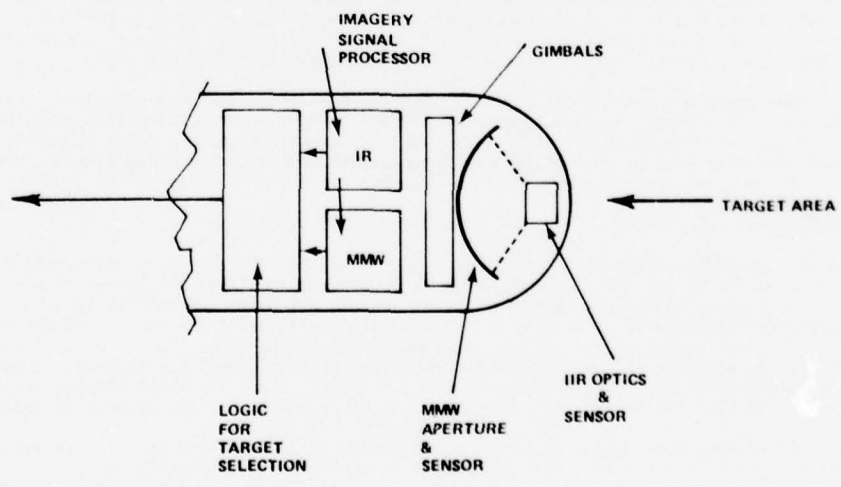 IMAGERY
SIGNAL
PROCESSOR
GIMBALS
IR
MMW
TARGET AREA
LOGIC
FOR
TARGET
SELECTION
MMW
APERTURE
&
SENSOR
IIR OPTICS
&
SENSOR